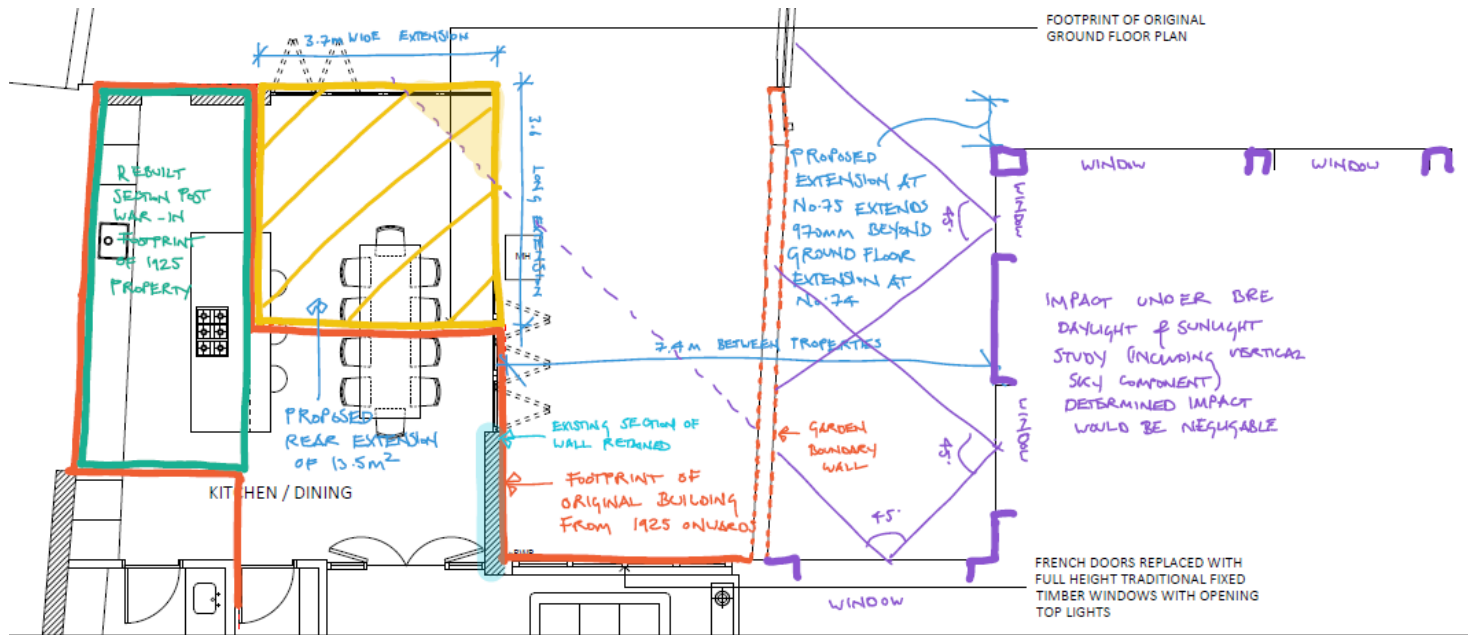 FOOTPRINT OF ORIGINAL
GROUND FLOOR PLAN
3.7m WIDE EXTENSION
3.6 LONG EXTENSION
REBUILT
SECTION POST
WAR - IN
FOOTPRINT
OF 1925
PROPERTY
PROPOSED
EXTENSION AT
No.75 EXTENDS
970mm BEYOND
GROUND FLOOR
EXTENSION AT
No.74
WINDOW
WINDOW
WINDOW
45°
MH
7.4m BETWEEN PROPERTIES
IMPACT UNDER BRE
DAYLIGHT & SUNLIGHT
STUDY (INCLUDING VERTICAL
SKY COMPONENT)
DETERMINED IMPACT
WOULD BE NEGLIGABLE
PROPOSED
REAR EXTENSION
OF 13.5m²
EXISTING SECTION OF
WALL RETAINED
GARDEN
BOUNDARY
WALL
WINDOW
45°
KITCHEN / DINING
FOOTPRINT OF
ORIGINAL BUILDING
FROM 1925 ONWARDS
45°
RWP
FRENCH DOORS REPLACED WITH
FULL HEIGHT TRADITIONAL FIXED
TIMBER WINDOWS WITH OPENING
TOP LIGHTS
WINDOW